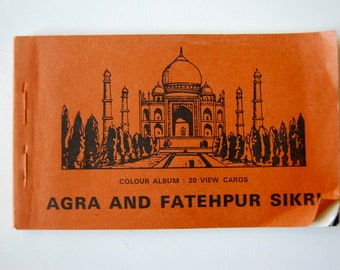 COLOUR ALBUM : 20 VIEW CARDS
AGRA AND FATEHPUR SIKRI